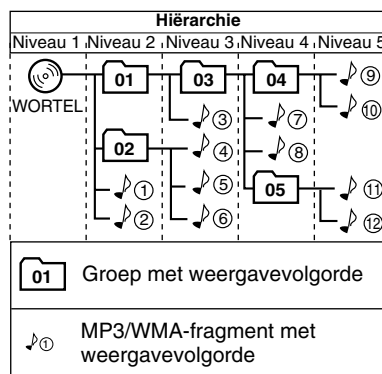 Hiërarchie
Niveau 1 Niveau 2 Niveau 3 Niveau 4 Niveau 5
01 03 04 ⑨
WORTEL ③ ⑦ ⑩
02 ④ ⑧
① ⑤ 05 ⑪
② ⑥ ⑫
01 Groep met weergavevolgorde
① MP3/WMA-fragment met
weergavevolgorde